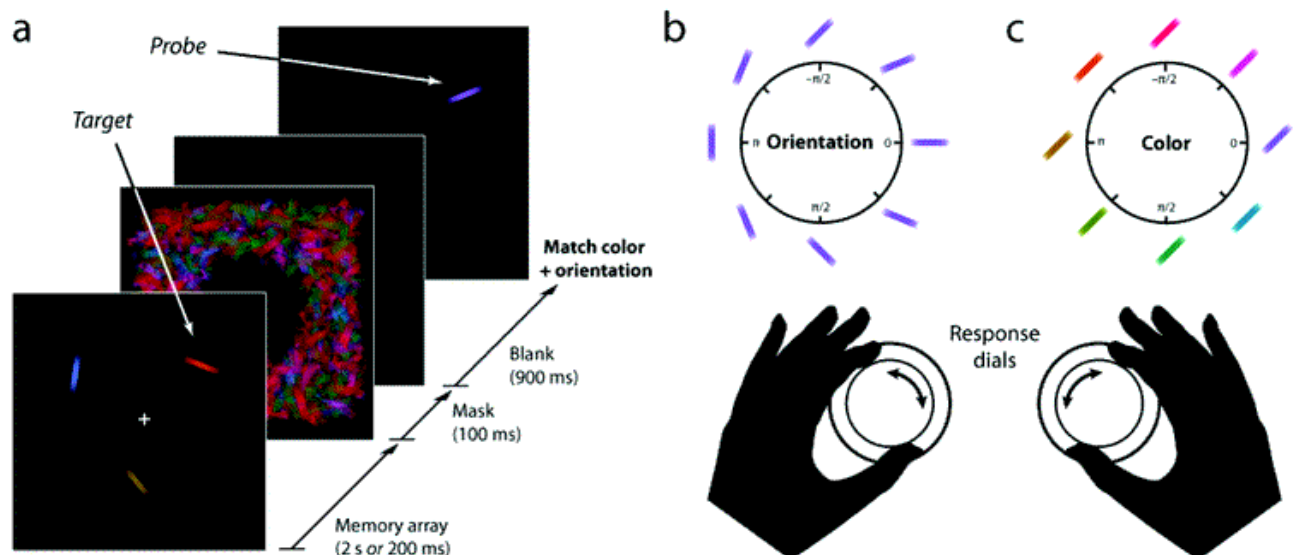 a
Probe
Target
Match color
+ orientation
Blank
(900 ms)
Mask
(100 ms)
Memory array
(2 s or 200 ms)
b
-π/2
π
Orientation
0
π/2
c
-π/2
π
Color
0
π/2
Response
dials